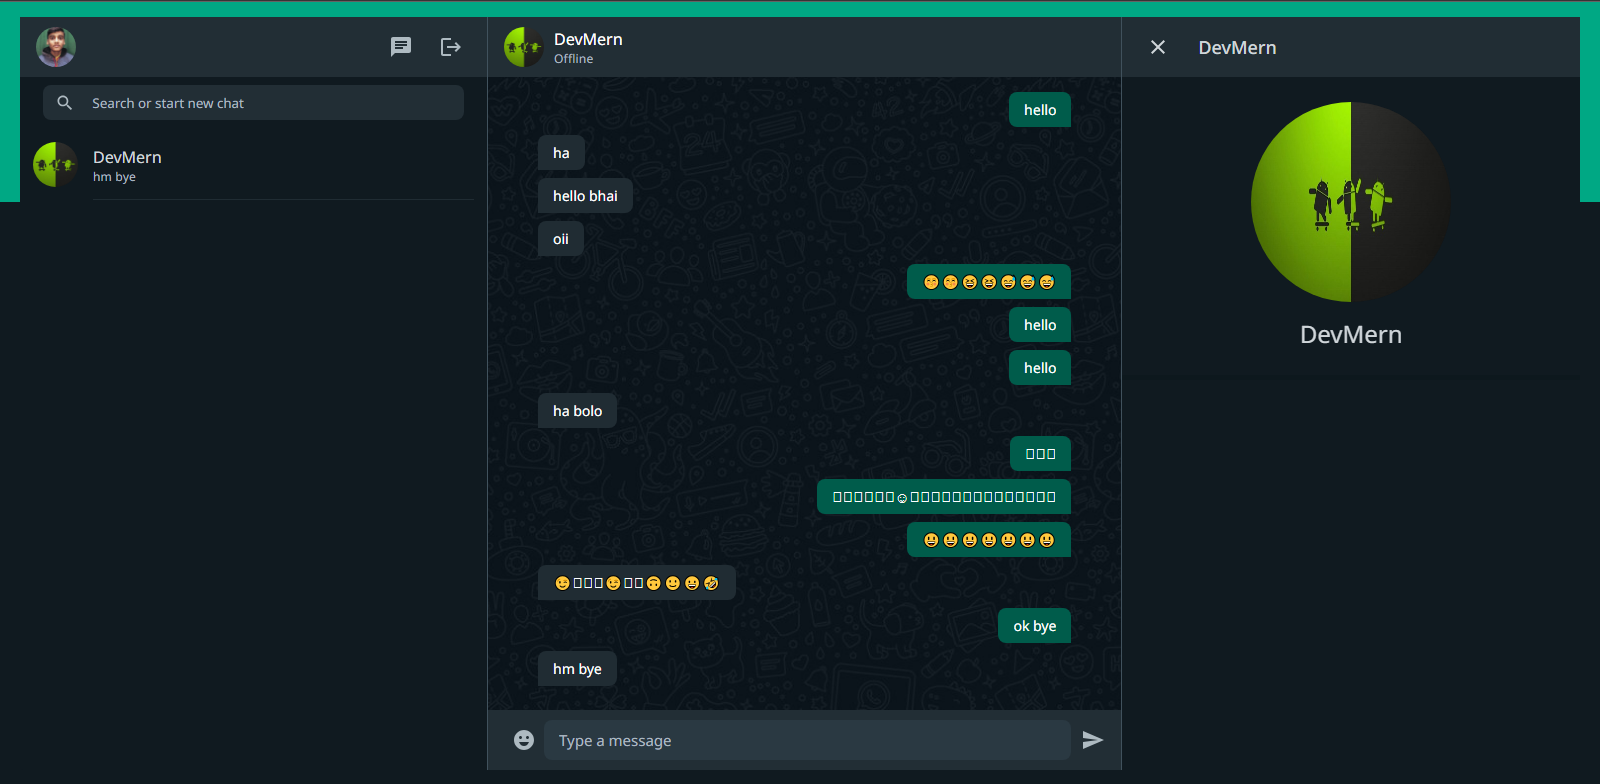 Search or start new chat
DevMern
hm bye
DevMern
Offline
hello
ha
hello bhai
oii
😁😁😆😆😅😅😅
hello
hello
ha bolo
□□□
□□□□□□☺□□□□□□□□□□□□□□
😀😀😀😀😀😀😀
😉□□□😉□□🙃🙂😀🤣
ok bye
hm bye
Type a message
DevMern
DevMern